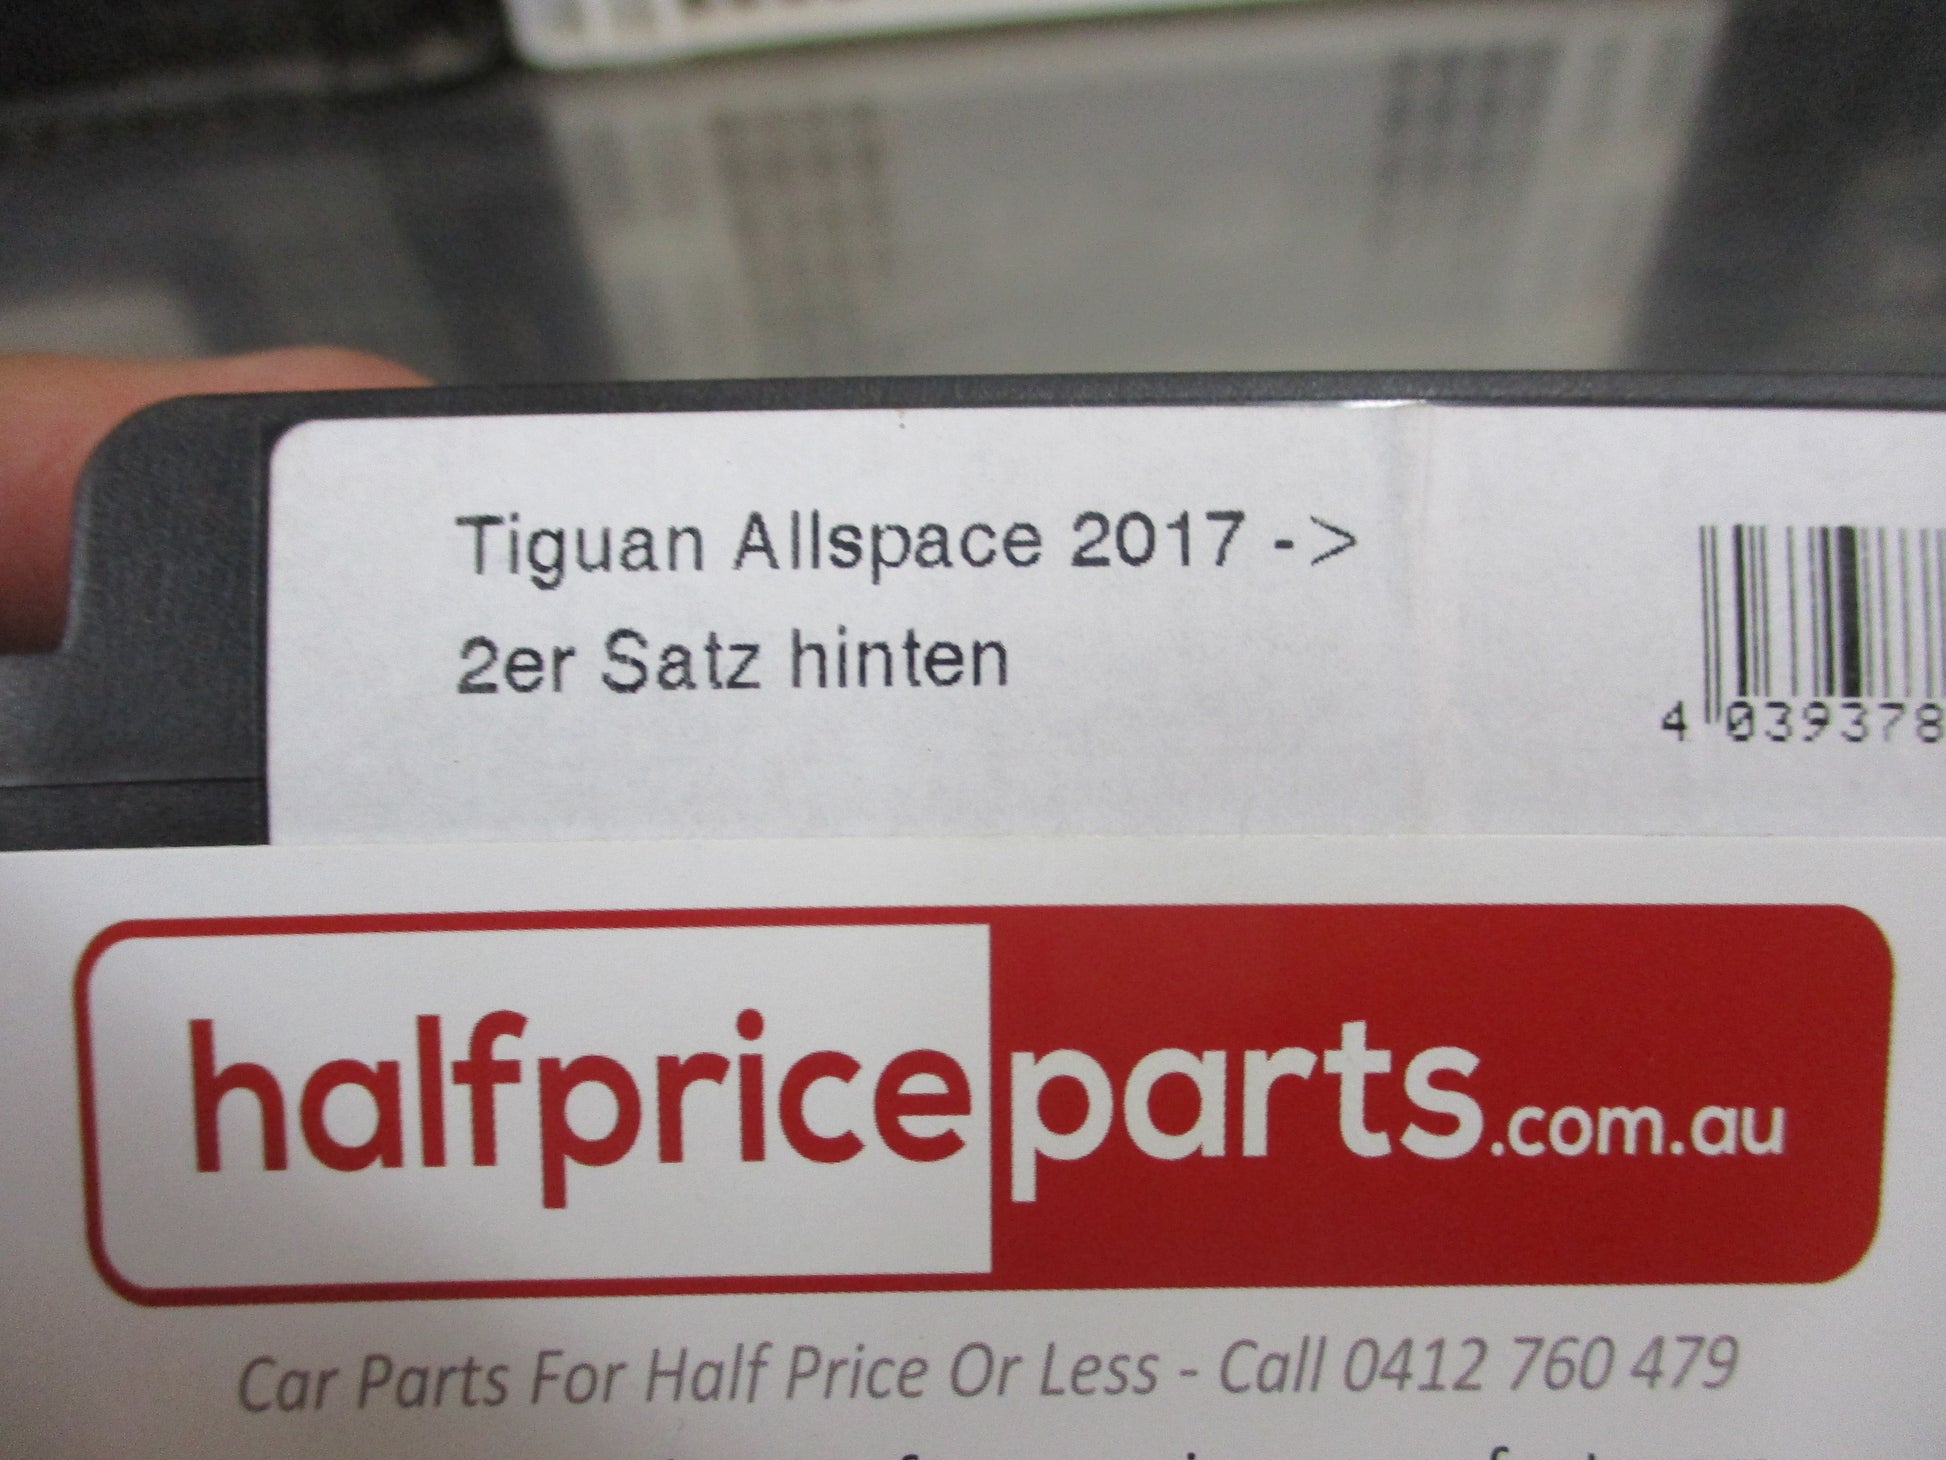 Tiguan Allspace 2017 ->
2er Satz hinten
4 039378
halfpriceparts.com.au
Car Parts For Half Price Or Less - Call 0412 760 479